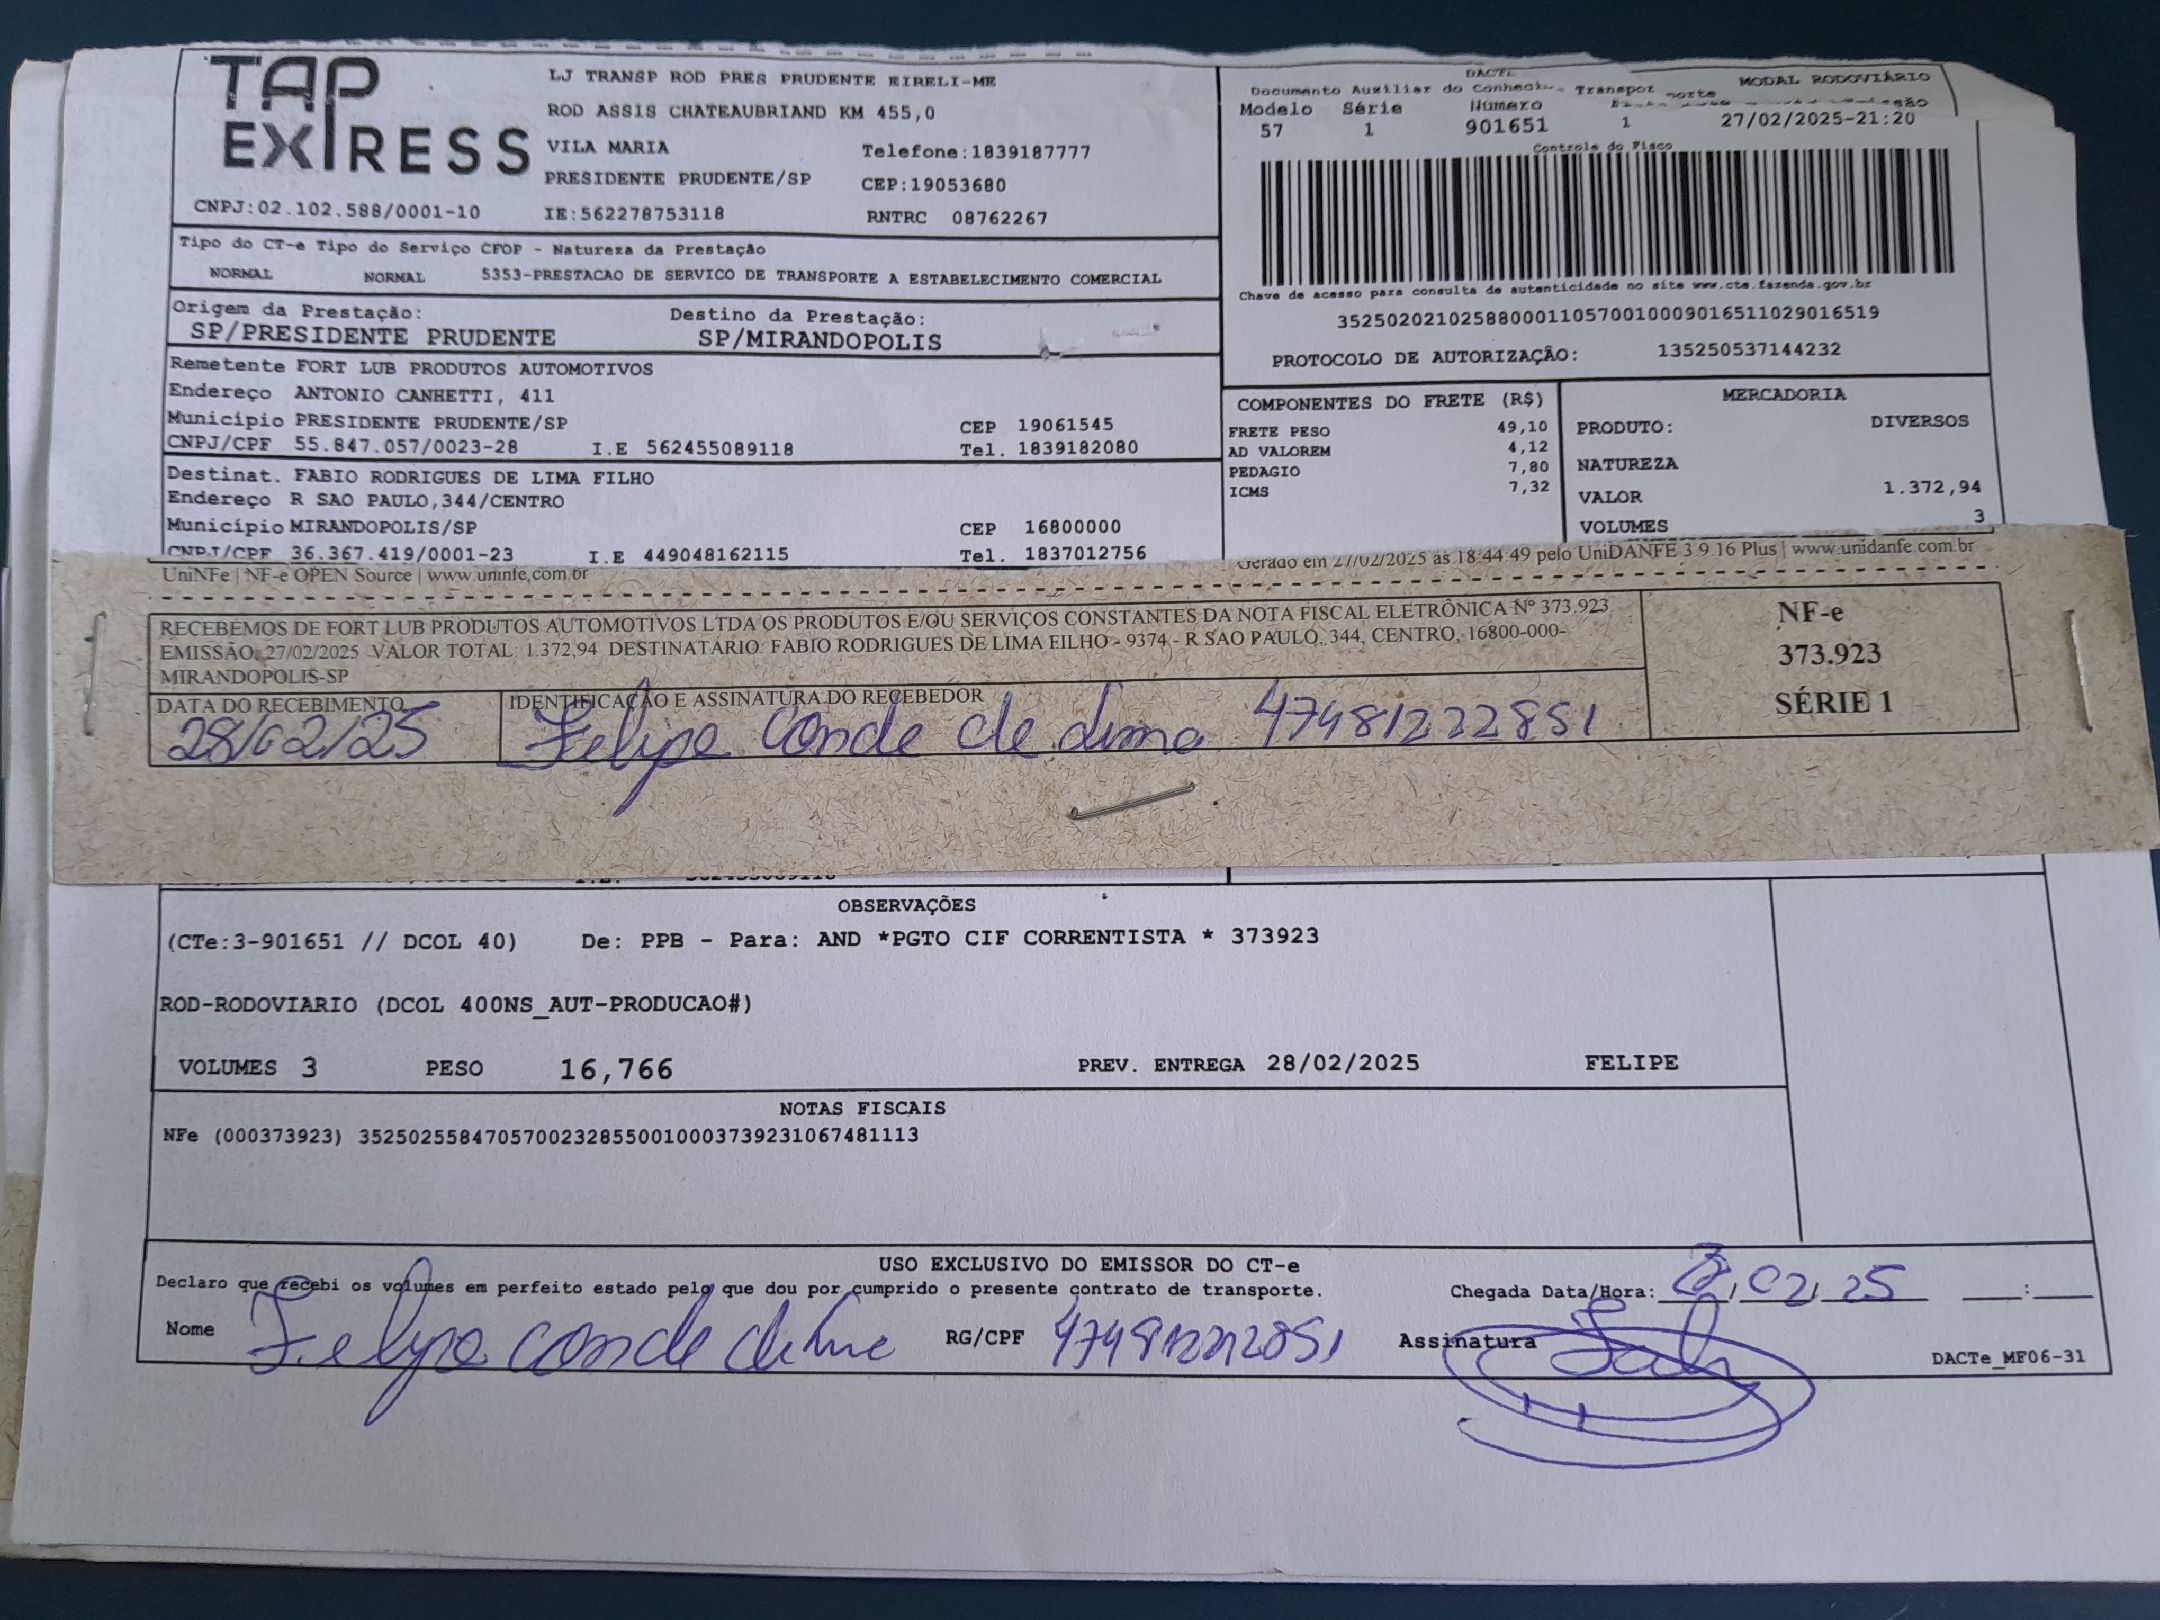 TAP
EXPRESS
LJ TRANSP ROD PRES PRUDENTE EIRELI-ME
ROD ASSIS CHATEAUBRIAND KM 455,0
VILA MARIA Telefone:1839187777
PRESIDENTE PRUDENTE/SP CEP:19053680
CNPJ:02.102.588/0001-10 IE:562278753118 RNTRC 08762267
DACTE
MODAL RODOVIÁRIO
Documento Auxiliar do Transpor
Modelo Série Número
57 1 901651 1 27/02/2025-21:20
Controle do Fisco
Chave de acesso para consulta de autenticidade no site www.cte.fazenda.gov.br
35250202102588000110570010009016511029016519
PROTOCOLO DE AUTORIZAÇÃO: 135250537144232
Tipo do CT-e Tipo do Serviço CFOP - Natureza da Prestação
NORMAL NORMAL 5353-PRESTACAO DE SERVICO DE TRANSPORTE A ESTABELECIMENTO COMERCIAL
Origem da Prestação: Destino da Prestação:
SP/PRESIDENTE PRUDENTE SP/MIRANDOPOLIS
Remetente FORT LUB PRODUTOS AUTOMOTIVOS
Endereço ANTONIO CANHETTI, 411
Município PRESIDENTE PRUDENTE/SP CEP 19061545
CNPJ/CPF 55.847.057/0023-28 I.E 562455089118 Tel. 1839182080
Destinat. FABIO RODRIGUES DE LIMA FILHO
Endereço R SAO PAULO,344/CENTRO
Município MIRANDOPOLIS/SP CEP 16800000
CNPJ/CPF 36.367.419/0001-23 I.E 449048162115 Tel. 1837012756
COMPONENTES DO FRETE (R$)
FRETE PESO 49,10
AD VALOREM 4,12
PEDAGIO 7,80
ICMS 7,32
MERCADORIA
PRODUTO: DIVERSOS
NATUREZA
VALOR 1.372,94
VOLUMES 3
UniNFe | NF-e OPEN Source | www.uninfe.com.br
Gerado em 27/02/2025 às 18:44:49 pelo UniDANFE 3.9.16 Plus | www.unidanfe.com.br
RECEBEMOS DE FORT LUB PRODUTOS AUTOMOTIVOS LTDA OS PRODUTOS E/OU SERVIÇOS CONSTANTES DA NOTA FISCAL ELETRÔNICA Nº 373.923
EMISSÃO: 27/02/2025 VALOR TOTAL: 1.372,94 DESTINATÁRIO: FABIO RODRIGUES DE LIMA FILHO - 9374 - R SAO PAULO, 344, CENTRO, 16800-000-
MIRANDOPOLIS-SP
DATA DO RECEBIMENTO IDENTIFICAÇÃO E ASSINATURA DO RECEBEDOR
28/02/25 Felipe Conde de Lima 47481222851
NF-e
373.923
SÉRIE 1
OBSERVAÇÕES
(CTe:3-901651 // DCOL 40) De: PPB - Para: AND *PGTO CIF CORRENTISTA * 373923
ROD-RODOVIARIO (DCOL 400NS_AUT-PRODUCAO#)
VOLUMES 3 PESO 16,766 PREV. ENTREGA 28/02/2025 FELIPE
NOTAS FISCAIS
NFe (000373923) 35250255847057002328550010003739231067481113
USO EXCLUSIVO DO EMISSOR DO CT-e
Declaro que recebi os volumes em perfeito estado pelo que dou por cumprido o presente contrato de transporte. Chegada Data/Hora: 28/02/25 ____:____
Nome Felipe Conde de Lima RG/CPF 47481222851 Assinatura
DACTe_MF06-31